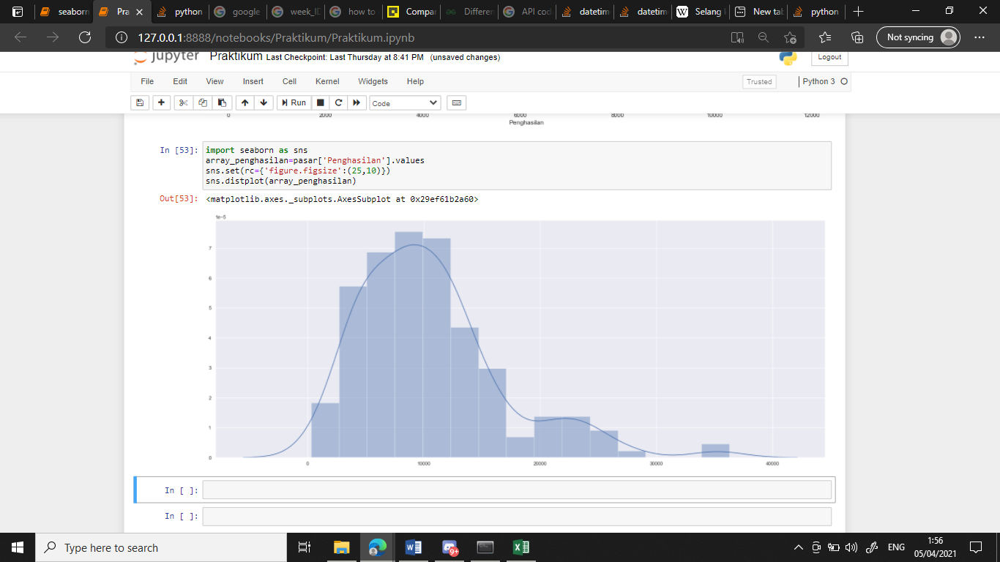 seaborn
Pra
python
google
week_ID
how to
Compar
Differen
API cod
datetim
datetim
Selang
New tab
python
127.0.0.1:8888/notebooks/Praktikum/Praktikum.ipynb
Not syncing
jupyter Praktikum Last Checkpoint: Last Thursday at 8:41 PM (unsaved changes)
Logout
File Edit View Insert Cell Kernel Widgets Help
Trusted
Python 3
Run
Code
0 2000 4000 6000 8000 10000 12000
Penghasilan
In [53]:
import seaborn as sns
array_penghasilan=pasar['Penghasilan'].values
sns.set(rc={'figure.figsize':(25,10)})
sns.distplot(array_penghasilan)
Out[53]: <matplotlib.axes._subplots.AxesSubplot at 0x29ef61b2a60>
1e-5
7
6
5
4
3
2
1
0
0 10000 20000 30000 40000
In [ ]:
In [ ]:
Type here to search
9+
ENG
1:56
05/04/2021